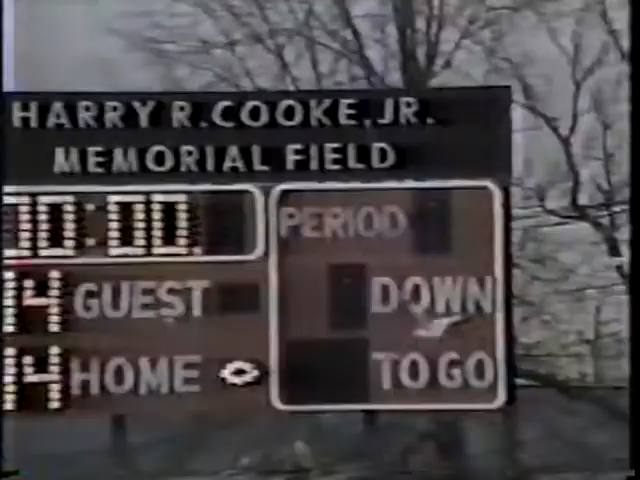 HARRY R. COOKE, JR.
MEMORIAL FIELD
00:00 PERIOD
14 GUEST DOWN
14 HOME TO GO